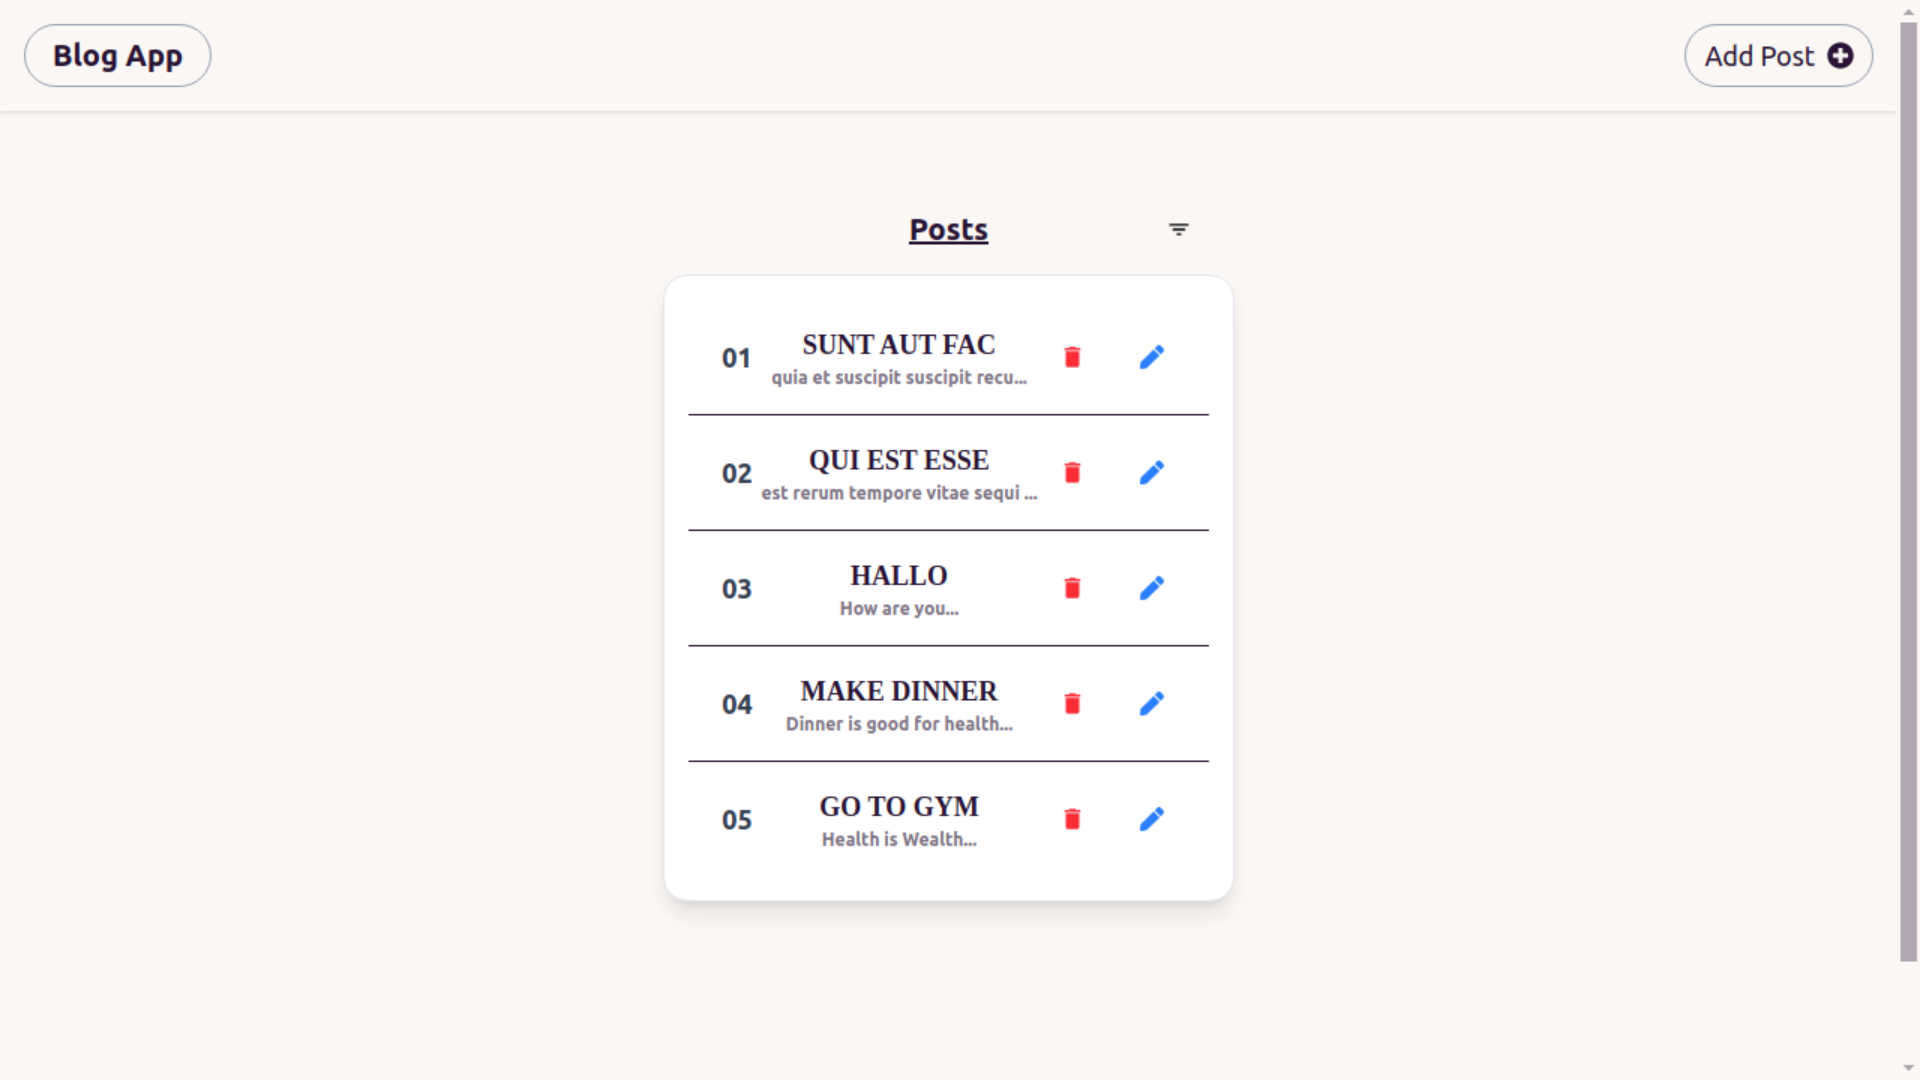 Blog App
Add Post
Posts
01
SUNT AUT FAC
quia et suscipit suscipit recu...
02
QUI EST ESSE
est rerum tempore vitae sequi ...
03
HALLO
How are you...
04
MAKE DINNER
Dinner is good for health...
05
GO TO GYM
Health is Wealth...